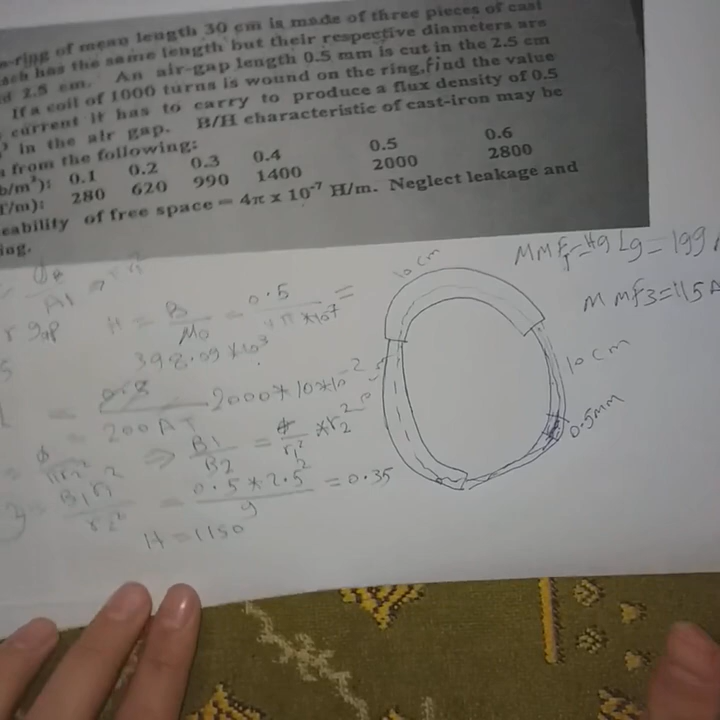 -ring of mean length 30 cm is made of three pieces of cast
ach has the same length but their respective diameters are
d 2.5 cm. An air-gap length 0.5 mm is cut in the 2.5 cm
If a coil of 1000 turns is wound on the ring, find the value
current it has to carry to produce a flux density of 0.5
² in the air gap. B/H characteristic of cast-iron may be
from the following:
b/m²): 0.1 0.2 0.3 0.4 0.5 0.6
T/m): 280 620 990 1400 2000 2800
eability of free space = 4π x 10⁻⁷ H/m. Neglect leakage and
ing.
10 cm
MMF = Hg Lg = 199
MMF3 = 115 A
r gap H = B / M0 = 0.5 =
398.09 * 10³
10 cm
0.5MM
2000 * 10 * 10⁻²
200 AT
⇒ B1 / B2 = φ / r1² * r2²
= 0.5 * 2.5² / 9 = 0.35
H = 1150